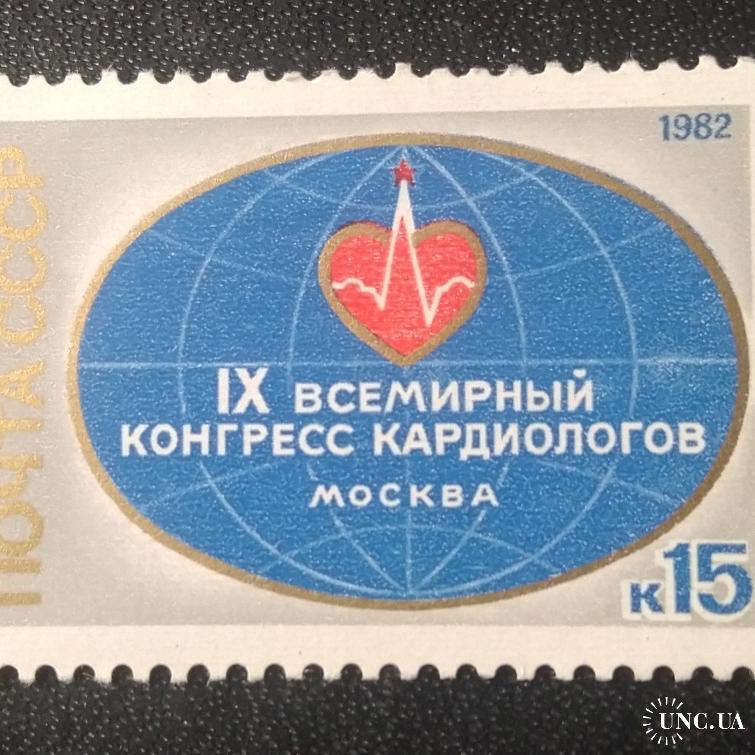 1982
ПОЧТА СССР
IX ВСЕМИРНЫЙ
КОНГРЕСС КАРДИОЛОГОВ
МОСКВА
к15
UNC.UA